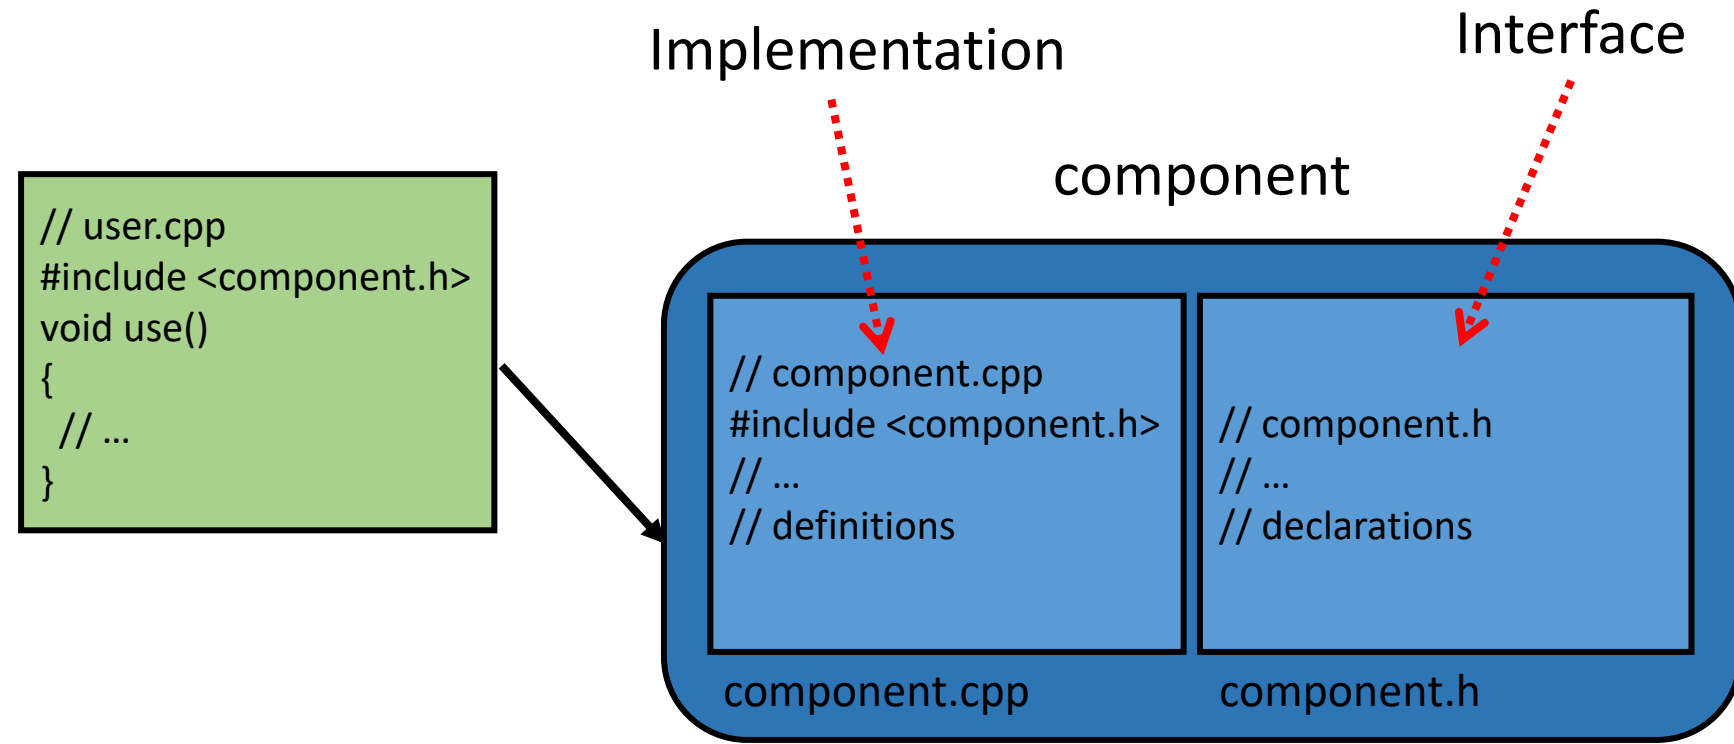 Implementation
Interface
component
// user.cpp
#include <component.h>
void use()
{
// ...
}
// component.cpp
#include <component.h>
// ...
// definitions
// component.h
// ...
// declarations
component.cpp
component.h